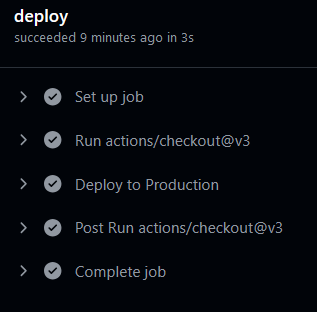 deploy
succeeded 9 minutes ago in 3s
Set up job
Run actions/checkout@v3
Deploy to Production
Post Run actions/checkout@v3
Complete job